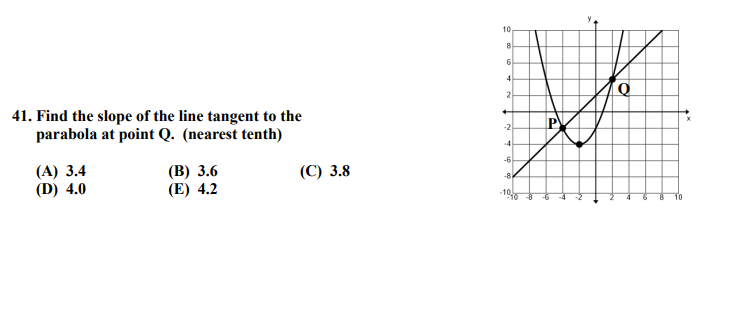 41. Find the slope of the line tangent to the
parabola at point Q. (nearest tenth)
(A) 3.4 (B) 3.6 (C) 3.8
(D) 4.0 (E) 4.2
y
10
8
6
4
2
-2
-4
-6
-8
-10
Q
P
x
-10 -8 -6 -4 -2 2 4 6 8 10